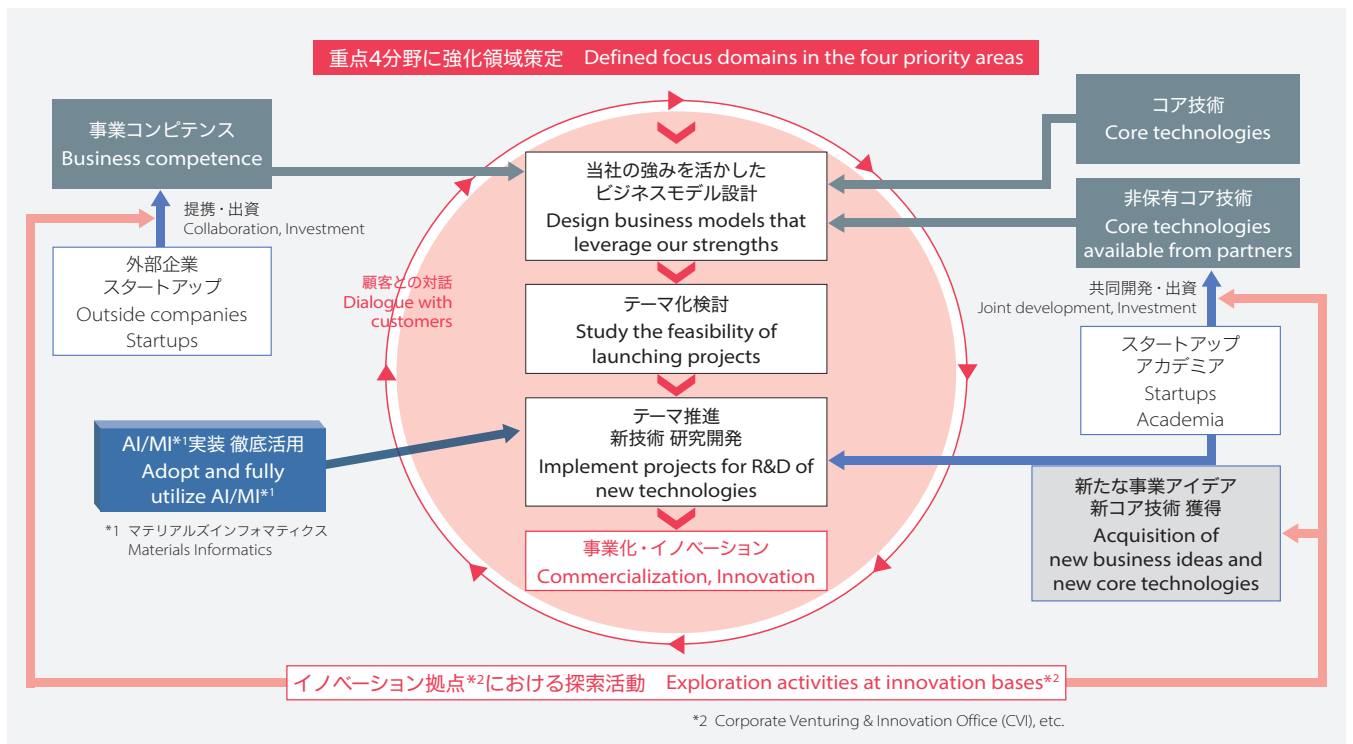 重点4分野に強化領域策定 Defined focus domains in the four priority areas
事業コンピテンス
Business competence
提携・出資
Collaboration, Investment
外部企業
スタートアップ
Outside companies
Startups
AI/MI*1実装 徹底活用
Adopt and fully
utilize AI/MI*1
*1 マテリアルズインフォマティクス
Materials Informatics
顧客との対話
Dialogue with
customers
当社の強みを活かした
ビジネスモデル設計
Design business models that
leverage our strengths
テーマ化検討
Study the feasibility of
launching projects
テーマ推進
新技術 研究開発
Implement projects for R&D of
new technologies
事業化・イノベーション
Commercialization, Innovation
コア技術
Core technologies
非保有コア技術
Core technologies
available from partners
共同開発・出資
Joint development, Investment
スタートアップ
アカデミア
Startups
Academia
新たな事業アイデア
新コア技術 獲得
Acquisition of
new business ideas and
new core technologies
イノベーション拠点*2における探索活動 Exploration activities at innovation bases*2
*2 Corporate Venturing & Innovation Office (CVI), etc.